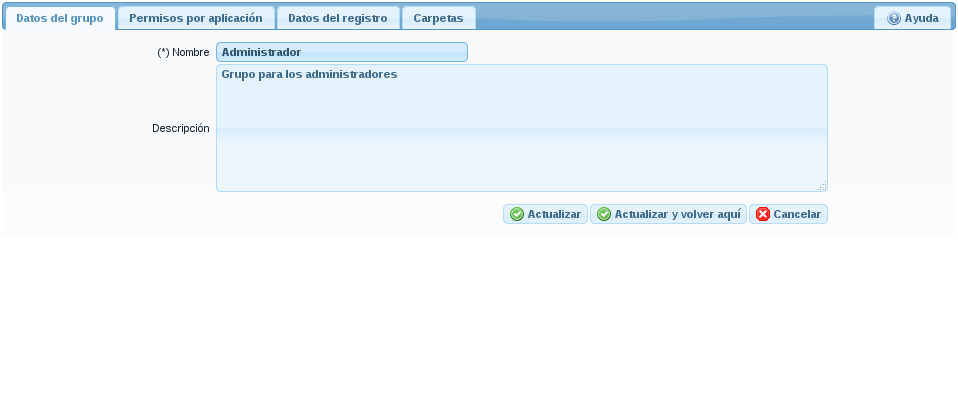 Datos del grupo Permisos por aplicación Datos del registro Carpetas Ayuda
(*) Nombre Administrador
Grupo para los administradores
Descripción
Actualizar Actualizar y volver aquí Cancelar